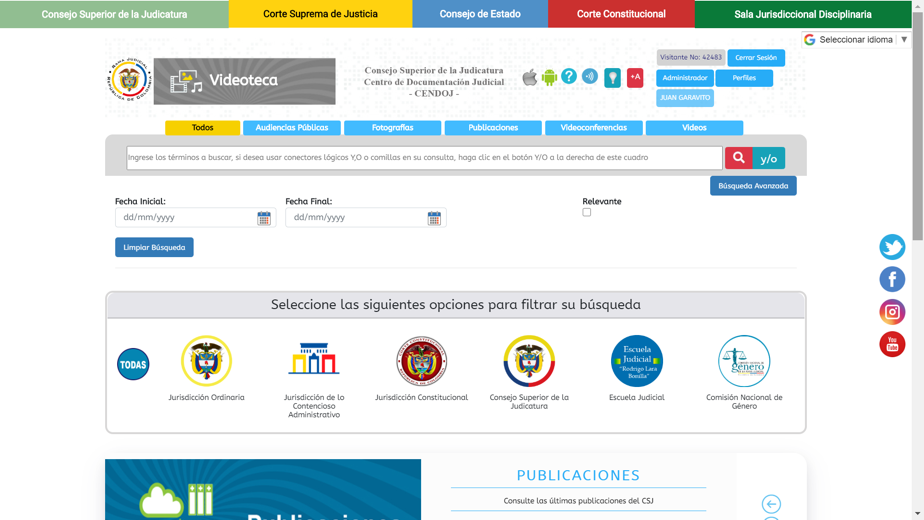 Consejo Superior de la Judicatura
Corte Suprema de Justicia
Consejo de Estado
Corte Constitucional
Sala Jurisdiccional Disciplinaria
Seleccionar idioma ▼
Videoteca
Consejo Superior de la Judicatura
Centro de Documentación Judicial
- CENDOJ -
+A
Visitante No: 42483
Cerrar Sesión
Administrador
Perfiles
JUAN GARAVITO
Todos
Audiencias Públicas
Fotografías
Publicaciones
Videoconferencias
Videos
Ingrese los términos a buscar, si desea usar conectores lógicos Y,O o comillas en su consulta, haga clic en el botón Y/O a la derecha de este cuadro
y/o
Búsqueda Avanzada
Fecha Inicial:
Fecha Final:
Relevante
dd/mm/yyyy
dd/mm/yyyy
Limpiar Búsqueda
Seleccione las siguientes opciones para filtrar su búsqueda
TODAS
Escuela
Judicial
"Rodrigo Lara
Bonilla"
género
Jurisdicción Ordinaria
Jurisdicción de lo
Contencioso
Administrativo
Jurisdicción Constitucional
Consejo Superior de la
Judicatura
Escuela Judicial
Comisión Nacional de
Género
You
Tube
PUBLICACIONES
Consulte las últimas publicaciones del CSJ